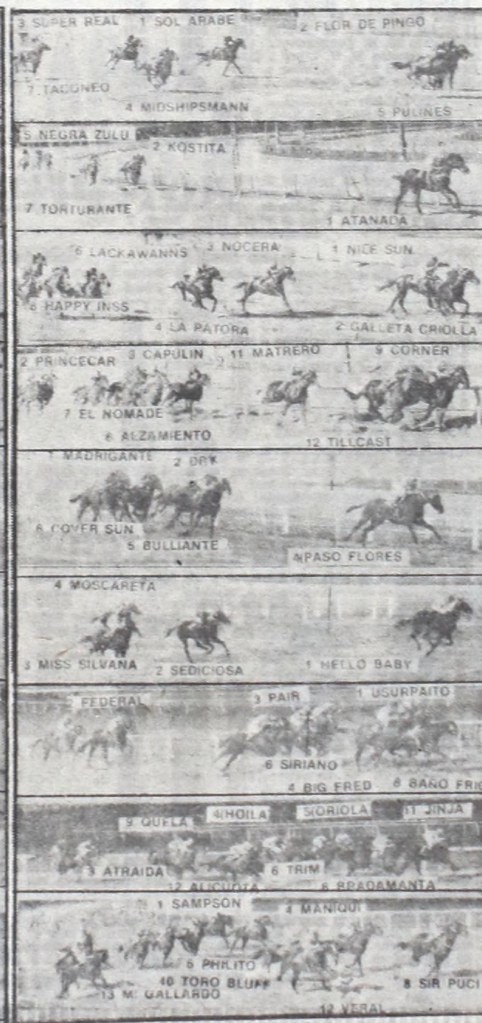 3 SUPER REAL 1 SOL ARABE 2 FLOR DE PINGO
7 TACONEO
4 MIDSHIPSMANN 5 PULINES
5 NEGRA ZULU 2 KOSTITA
7 TORTURANTE
1 ATANADA
6 LACKAWANNS 3 NOCERA 1 NICE SUN
8 HAPPY INSS
4 LA PATORA 2 GALLETA CRIOLLA
2 PRINCECAR 3 CAPULIN 11 MATRERO 9 CORNER
7 EL NOMADE
6 ALZAMIENTO 12 TILLCAST
1 MADRIGANTE 2 DRY
6 COVER SUN
5 BULLIANTE 4 PASO FLORES
4 MOSCARETA
3 MISS SILVANA 2 SEDICIOSA 1 HELLO BABY
2 FEDERAL 3 PAIR 1 USURPAITO
6 SIRIANO
4 BIG FRED 8 BAÑO FRIO
9 QUELA 4(HOILA 5(ORIOLA 11 JINJA
3 ATRAIDA 6 TRIM
12 ALICUOTA 8 BRADAMANTA
1 SAMPSON 4 MANIQUI
5 PHILITO
10 TORO BLUFF 8 SIR PUCI
13 M. GALLARDO
12 VERAL